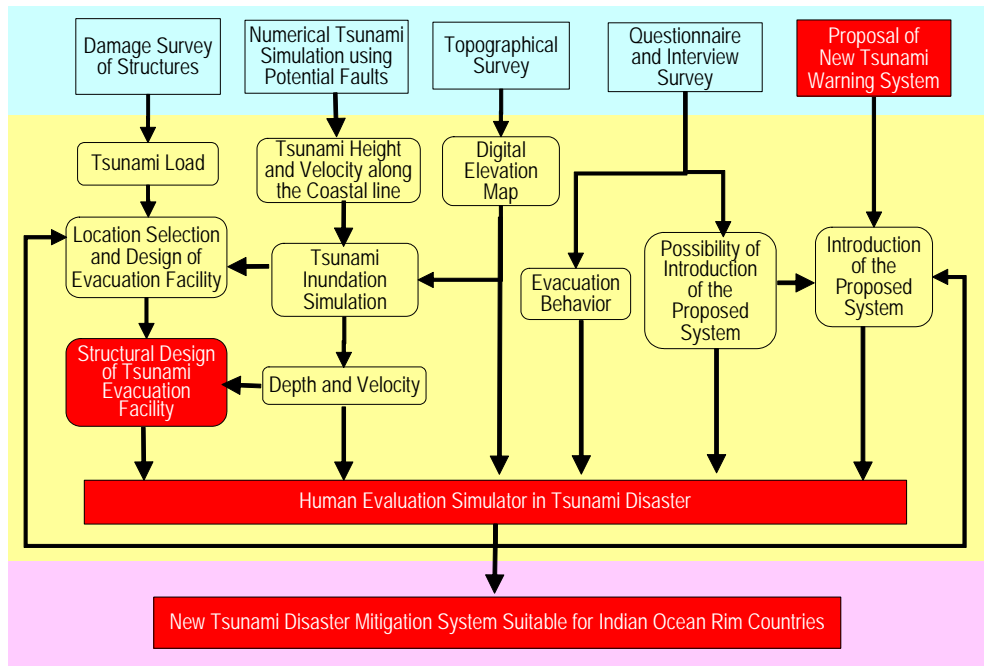 Damage Survey
of Structures
Numerical Tsunami
Simulation using
Potential Faults
Topographical
Survey
Questionnaire
and Interview
Survey
Proposal of
New Tsunami
Warning System
Tsunami Load
Tsunami Height
and Velocity along
the Coastal line
Digital
Elevation
Map
Location Selection
and Design of
Evacuation Facility
Tsunami
Inundation
Simulation
Evacuation
Behavior
Possibility of
Introduction
of the
Proposed
System
Introduction
of the
Proposed
System
Structural Design
of Tsunami
Evacuation
Facility
Depth and Velocity
Human Evaluation Simulator in Tsunami Disaster
New Tsunami Disaster Mitigation System Suitable for Indian Ocean Rim Countries